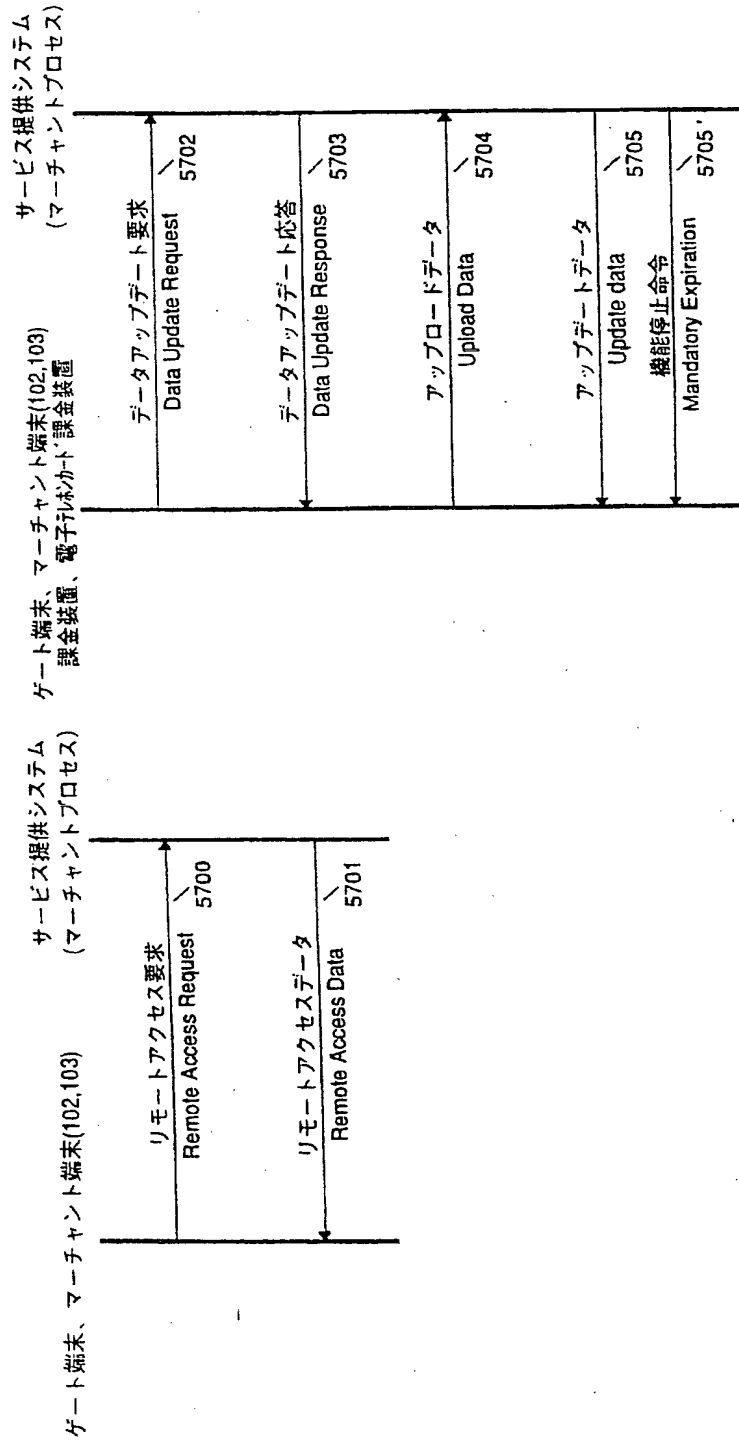 ゲート端末、マーチャント端末(102,103)
サービス提供システム
(マーチャントプロセス)
リモートアクセス要求
Remote Access Request
5700
リモートアクセスデータ
Remote Access Data
5701
ゲート端末、マーチャント端末(102,103)
課金装置、電子テレホンカード課金装置
サービス提供システム
(マーチャントプロセス)
データアップデート要求
Data Update Request
5702
データアップデート応答
Data Update Response
5703
アップロードデータ
Upload Data
5704
アップデートデータ
Update data
5705
機能停止命令
Mandatory Expiration
5705'